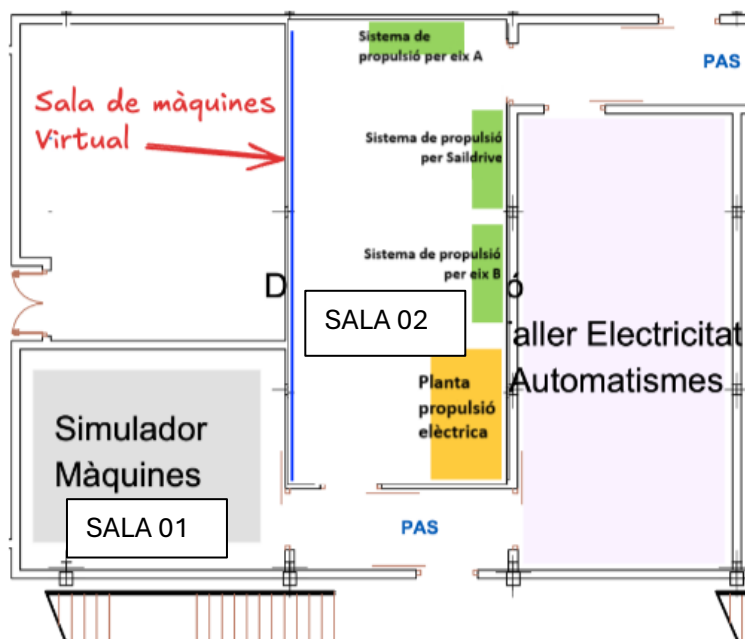 Sistema de
propulsió per eix A
PAS
Sala de màquines
Virtual
Sistema de propulsió
per Saildrive
Sistema de propulsió
per eix B
SALA 02
aller Electricitat
Automatismes
Planta
propulsió
elèctrica
Simulador
Màquines
SALA 01
PAS